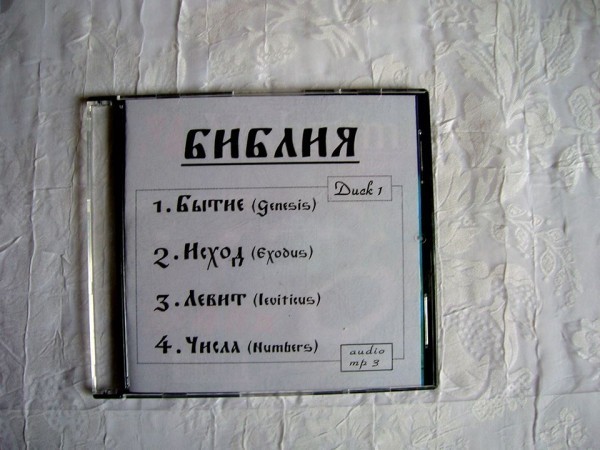 БИБЛИЯ
Диск 1
1. Бытие (Genesis)
2. Исход (Exodus)
3. Левит (leviticus)
4. Числа (Numbers)
audio
mp 3